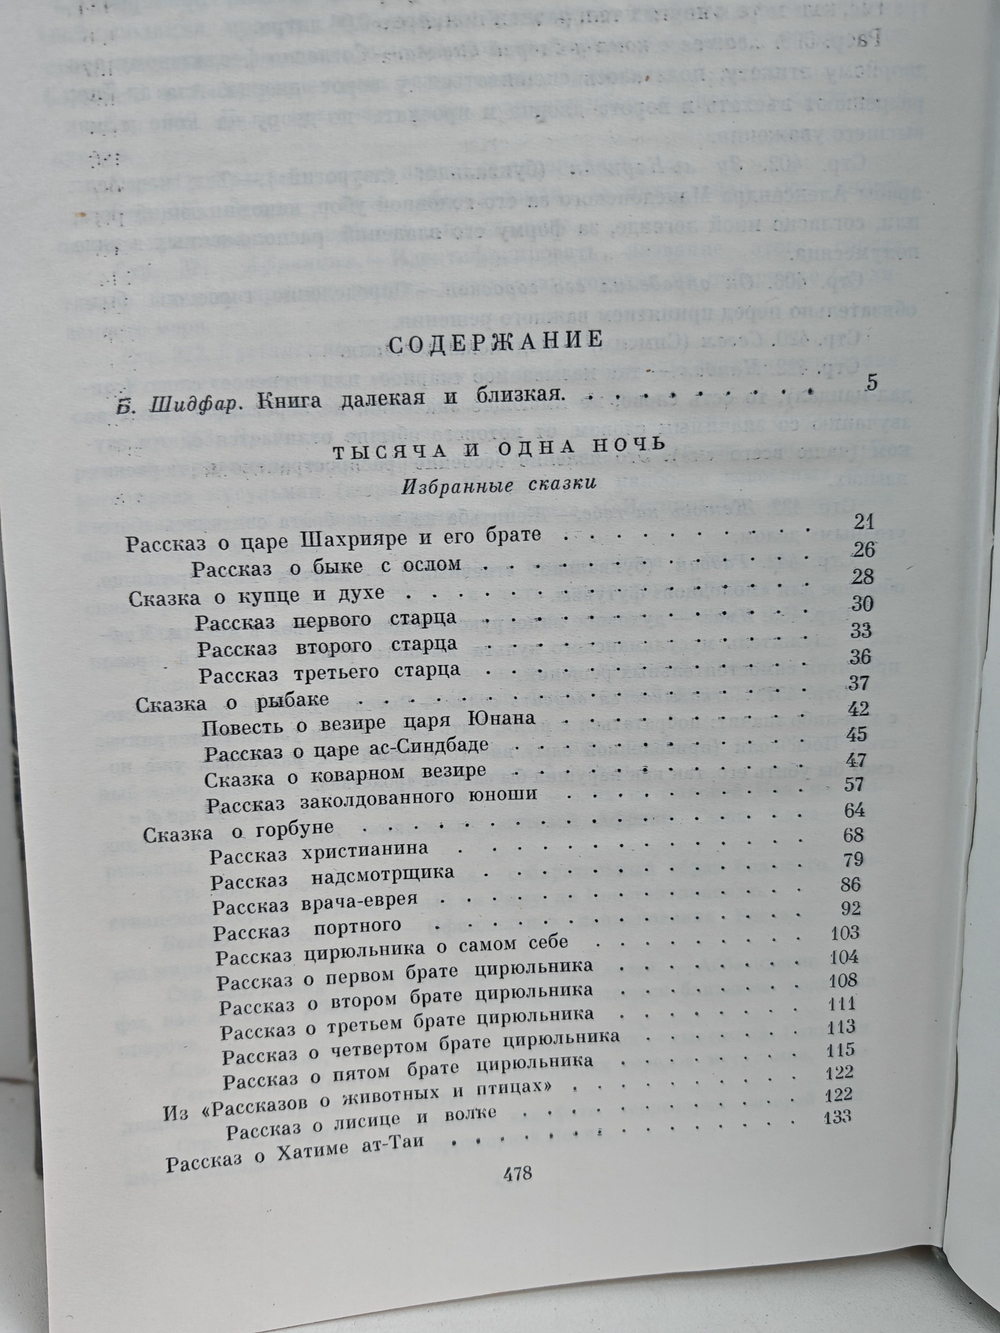 СОДЕРЖАНИЕ
Б. Шидфар. Книга далекая и близкая. . . . . . . . . . 5
ТЫСЯЧА И ОДНА НОЧЬ
Избранные сказки
Рассказ о царе Шахрияре и его брате . . . . . . . . . 21
Рассказ о быке с ослом . . . . . . . . . . . . 26
Сказка о купце и духе . . . . . . . . . . . . . . . 28
Рассказ первого старца . . . . . . . . . . . . 30
Рассказ второго старца . . . . . . . . . . . . 33
Рассказ третьего старца . . . . . . . . . . . . 36
Сказка о рыбаке . . . . . . . . . . . . . . . . . 37
Повесть о везире царя Юнана . . . . . . . . . 42
Рассказ о царе ас-Синдбаде . . . . . . . . . . 45
Сказка о коварном везире . . . . . . . . . . . 47
Рассказ заколдованного юноши . . . . . . . . . 57
Сказка о горбуне . . . . . . . . . . . . . . . . . 64
Рассказ христианина . . . . . . . . . . . . . 68
Рассказ надсмотрщика . . . . . . . . . . . . 79
Рассказ врача-еврея . . . . . . . . . . . . . . 86
Рассказ портного . . . . . . . . . . . . . . 92
Рассказ цирюльника о самом себе . . . . . . . . 103
Рассказ о первом брате цирюльника . . . . . . . 104
Рассказ о втором брате цирюльника . . . . . . . 108
Рассказ о третьем брате цирюльника . . . . . . . 111
Рассказ о четвертом брате цирюльника . . . . . . 113
Рассказ о пятом брате цирюльника . . . . . . . 115
Из «Рассказов о животных и птицах» . . . . . . . . . 122
Рассказ о лисице и волке . . . . . . . . . . . 122
Рассказ о Хатиме ат-Таи . . . . . . . . . . . . . . 133
478